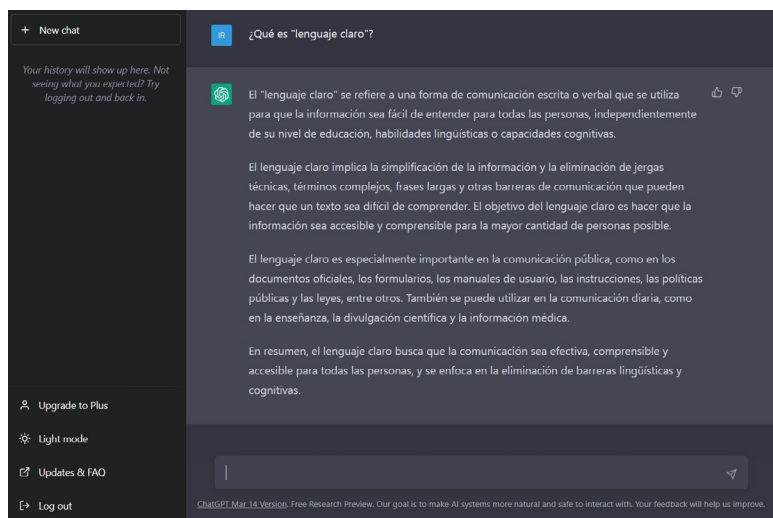 + New chat
Your history will show up here. Not
seeing what you expected? Try
logging out and back in.
Upgrade to Plus
Light mode
Updates & FAQ
Log out
IR
¿Qué es "lenguaje claro"?
El "lenguaje claro" se refiere a una forma de comunicación escrita o verbal que se utiliza
para que la información sea fácil de entender para todas las personas, independientemente
de su nivel de educación, habilidades lingüísticas o capacidades cognitivas.
El lenguaje claro implica la simplificación de la información y la eliminación de jergas
técnicas, términos complejos, frases largas y otras barreras de comunicación que pueden
hacer que un texto sea difícil de comprender. El objetivo del lenguaje claro es hacer que la
información sea accesible y comprensible para la mayor cantidad de personas posible.
El lenguaje claro es especialmente importante en la comunicación pública, como en los
documentos oficiales, los formularios, los manuales de usuario, las instrucciones, las políticas
públicas y las leyes, entre otros. También se puede utilizar en la comunicación diaria, como
en la enseñanza, la divulgación científica y la información médica.
En resumen, el lenguaje claro busca que la comunicación sea efectiva, comprensible y
accesible para todas las personas, y se enfoca en la eliminación de barreras lingüísticas y
cognitivas.
ChatGPT Mar 14 Version. Free Research Preview. Our goal is to make AI systems more natural and safe to interact with. Your feedback will help us improve.